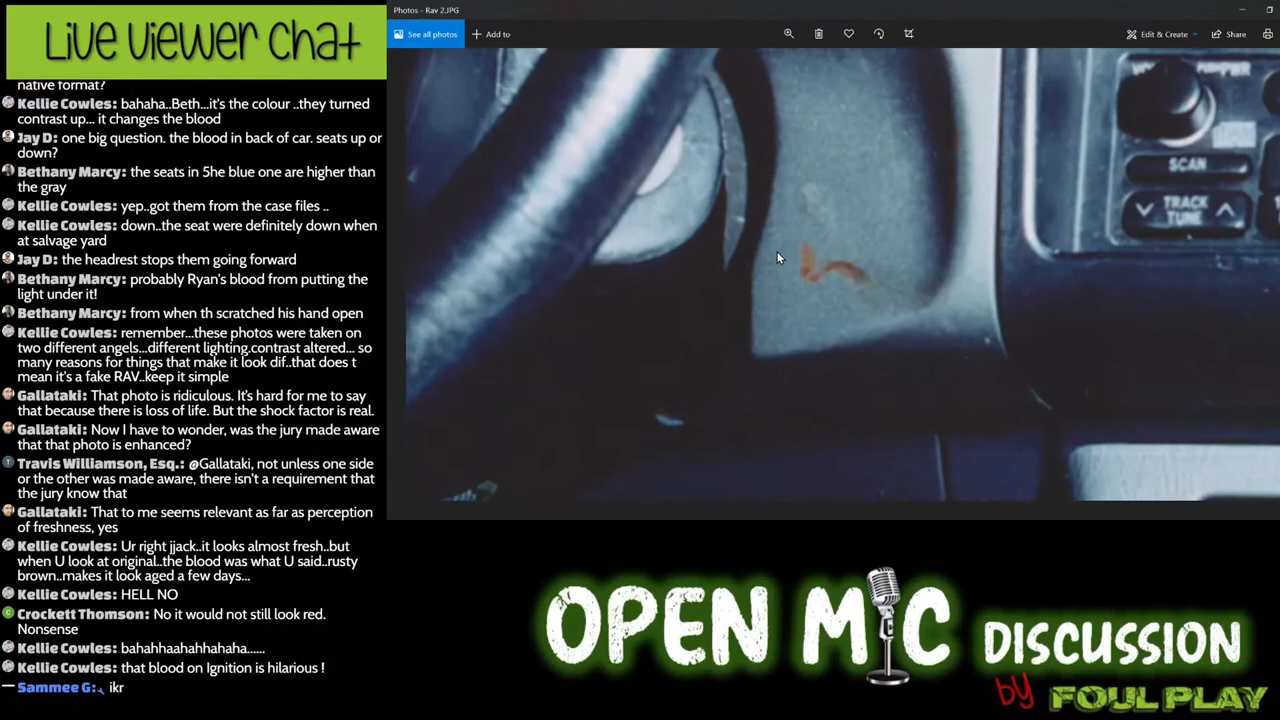 Live Viewer Chat
native format?
Kellie Cowles: bahaha..Beth...it's the colour ..they turned
contrast up... it changes the blood
Jay D: one big question. the blood in back of car. seats up or
down?
Bethany Marcy: the seats in 5he blue one are higher than
the gray
Kellie Cowles: yep..got them from the case files ..
Kellie Cowles: down..the seat were definitely down when
at salvage yard
Jay D: the headrest stops them going forward
Bethany Marcy: probably Ryan's blood from putting the
light under it!
Bethany Marcy: from when th scratched his hand open
Kellie Cowles: remember...these photos were taken on
two different angels...different lighting.contrast altered... so
many reasons for things that make it look dif..that does t
mean it's a fake RAV..keep it simple
Gallataki: That photo is ridiculous. It's hard for me to say
that because there is loss of life. But the shock factor is real.
Gallataki: Now I have to wonder, was the jury made aware
that that photo is enhanced?
Travis Williamson, Esq.: @Gallataki, not unless one side
or the other was made aware, there isn't a requirement that
the jury know that
Gallataki: That to me seems relevant as far as perception
of freshness, yes
Kellie Cowles: Ur right jjack..it looks almost fresh..but
when U look at original..the blood was what U said..rusty
brown..makes it look aged a few days...
Kellie Cowles: HELL NO
Crockett Thomson: No it would not still look red.
Nonsense
Kellie Cowles: bahahhaahahhahaha......
Kellie Cowles: that blood on Ignition is hilarious !
Sammee G: ikr
Photos - Rav 2.JPG
See all photos
Add to
Edit & Create
Share
SCAN
TRACK
TUNE
OPEN MIC
DISCUSSION
by FOUL PLAY